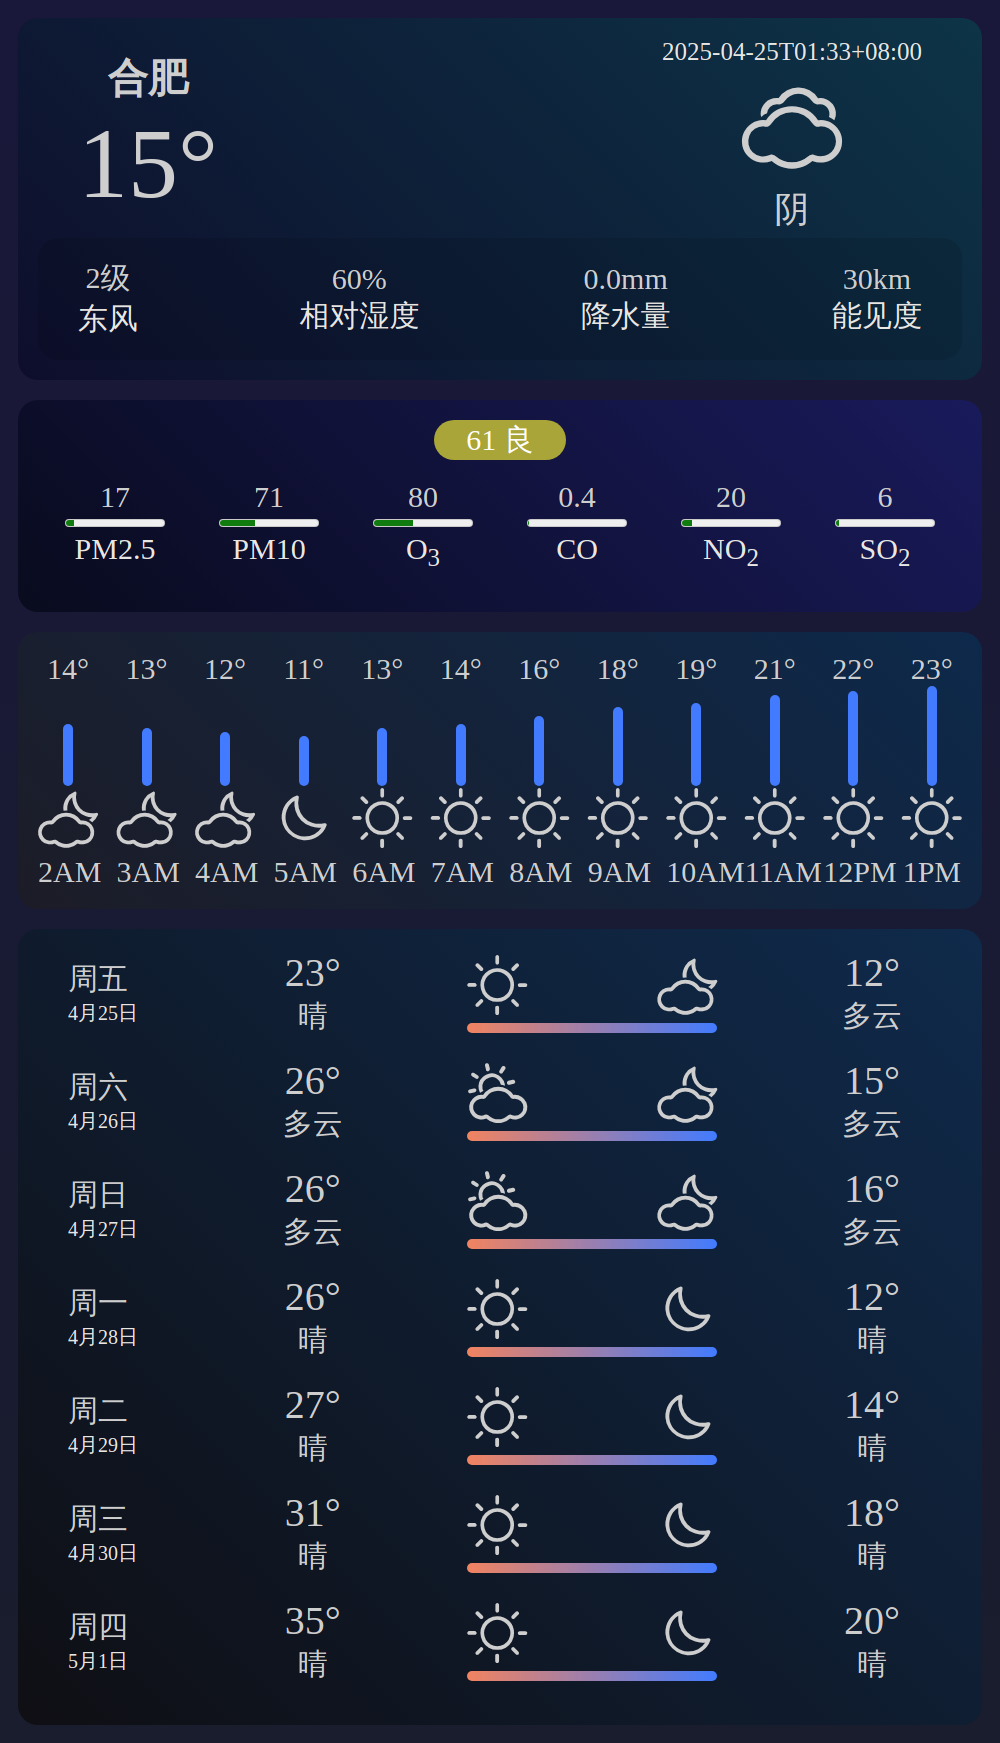 合肥
15°
2025-04-25T01:33+08:00
阴
2级 60% 0.0mm 30km
东风 相对湿度 降水量 能见度
61 良
17 71 80 0.4 20 6
PM2.5 PM10 O3 CO NO2 SO2
14° 13° 12° 11° 13° 14° 16° 18° 19° 21° 22° 23°
2AM 3AM 4AM 5AM 6AM 7AM 8AM 9AM 10AM 11AM 12PM 1PM
周五 23° 12°
4月25日 晴 多云
周六 26° 15°
4月26日 多云 多云
周日 26° 16°
4月27日 多云 多云
周一 26° 12°
4月28日 晴 晴
周二 27° 14°
4月29日 晴 晴
周三 31° 18°
4月30日 晴 晴
周四 35° 20°
5月1日 晴 晴